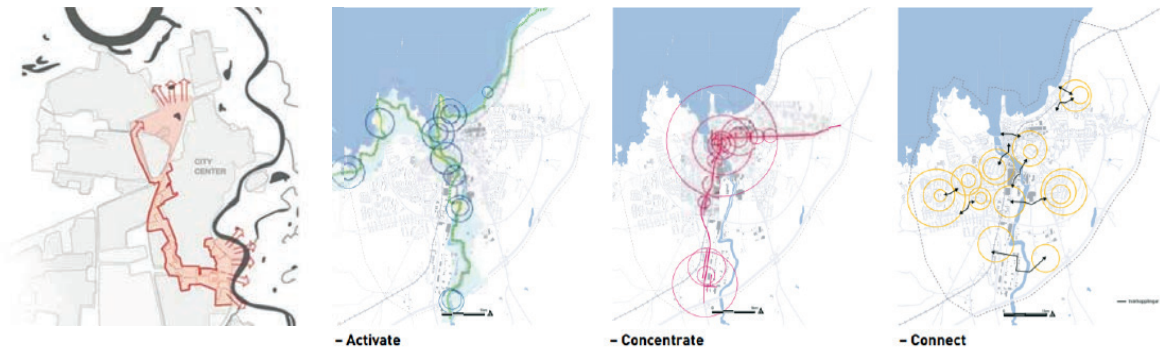 CITY
CENTER
– Activate
– Concentrate
– Connect